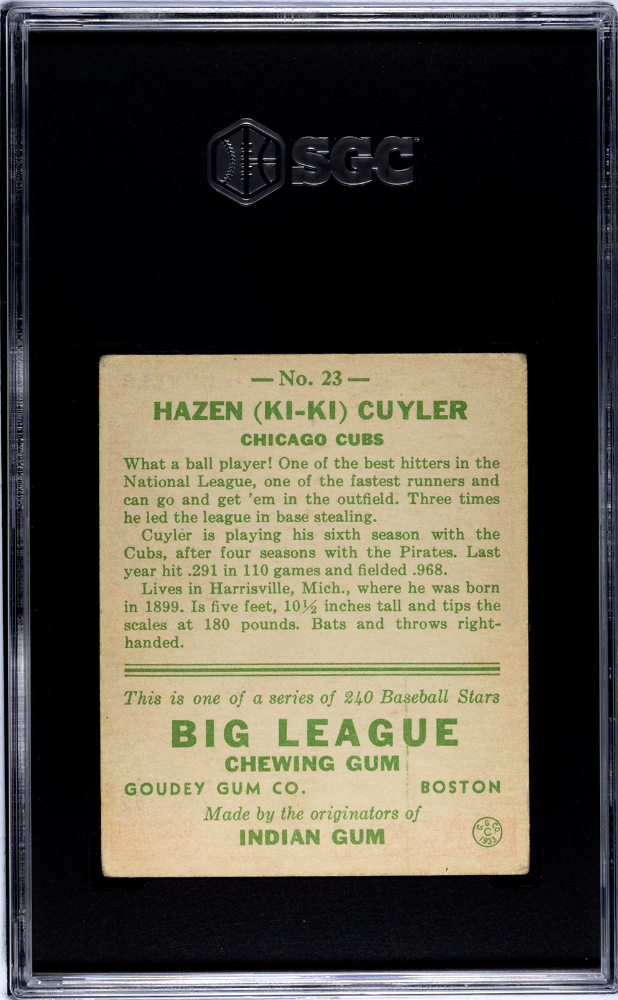 SGC
— No. 23 —
HAZEN (KI-KI) CUYLER
CHICAGO CUBS
What a ball player! One of the best hitters in the
National League, one of the fastest runners and
can go and get 'em in the outfield. Three times
he led the league in base stealing.
Cuyler is playing his sixth season with the
Cubs, after four seasons with the Pirates. Last
year hit .291 in 110 games and fielded .968.
Lives in Harrisville, Mich., where he was born
in 1899. Is five feet, 10½ inches tall and tips the
scales at 180 pounds. Bats and throws right-
handed.
This is one of a series of 240 Baseball Stars
BIG LEAGUE
CHEWING GUM
GOUDEY GUM CO. BOSTON
Made by the originators of
INDIAN GUM
G. G. CO.
C
1933